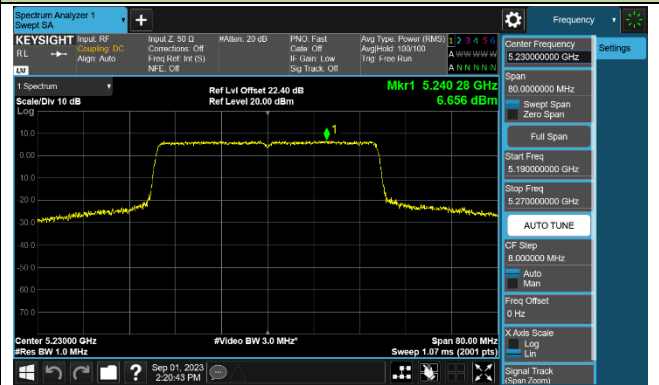 Spectrum Analyzer 1
Swept SA
+
Frequency
KEYSIGHT
RL
LXI
Input: RF
Coupling: DC
Align: Auto
Input Z: 50 Ω
Corrections: Off
Freq Ref: Int (S)
NFE: Off
#Atten: 20 dB
PNO: Fast
Gate: Off
IF Gain: Low
Sig Track: Off
Avg Type: Power (RMS)
Avg|Hold: 100/100
Trig: Free Run
1 2 3 4 5 6
A W W W W W
A N N N N N
Center Frequency
5.230000000 GHz
Settings
Span
80.0000000 MHz
Swept Span
Zero Span
Full Span
Start Freq
5.190000000 GHz
Stop Freq
5.270000000 GHz
AUTO TUNE
CF Step
8.000000 MHz
Auto
Man
Freq Offset
0 Hz
X Axis Scale
Log
Lin
Signal Track
(Span Zoom)
1 Spectrum
Scale/Div 10 dB
Log
Ref Lvl Offset 22.40 dB
Ref Level 20.00 dBm
Mkr1 5.240 28 GHz
6.656 dBm
1
10.0
0.00
-10.0
-20.0
-30.0
-40.0
-50.0
-60.0
-70.0
Center 5.23000 GHz
#Res BW 1.0 MHz
#Video BW 3.0 MHz*
Span 80.00 MHz
Sweep 1.07 ms (2001 pts)
?
Sep 01, 2023
2:20:43 PM